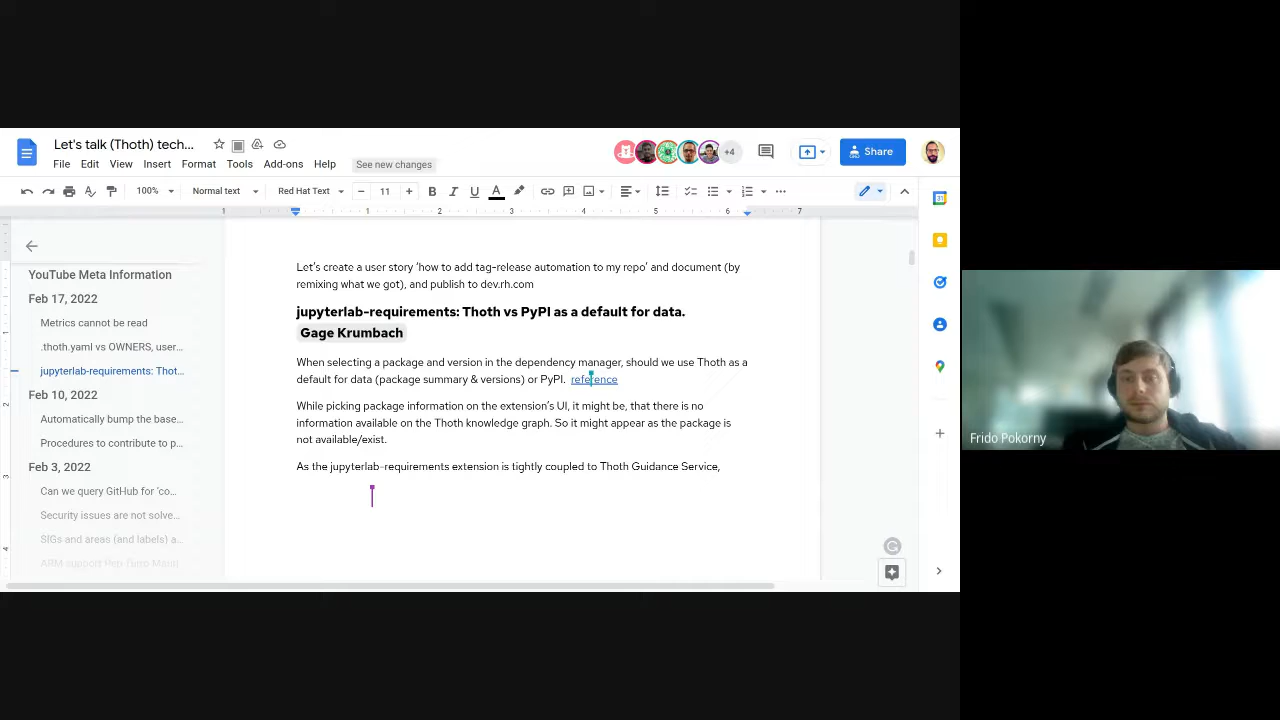 Let's talk (Thoth) tech...
File Edit View Insert Format Tools Add-ons Help See new changes
+4
Share
100% Normal text Red Hat Text 11 B I U A
1 1 2 3 4 5 6 7
YouTube Meta Information
Feb 17, 2022
Metrics cannot be read
.thoth.yaml vs OWNERS, user...
jupyterlab-requirements: Thot...
Feb 10, 2022
Automatically bump the base...
Procedures to contribute to p...
Feb 3, 2022
Can we query GitHub for 'co...
Security issues are not solve...
SIGs and areas (and labels) a...
Let's create a user story 'how to add tag-release automation to my repo' and document (by
remixing what we got), and publish to dev.rh.com
jupyterlab-requirements: Thoth vs PyPI as a default for data.
Gage Krumbach
When selecting a package and version in the dependency manager, should we use Thoth as a
default for data (package summary & versions) or PyPI. reference
While picking package information on the extension's UI, it might be, that there is no
information available on the Thoth knowledge graph. So it might appear as the package is
not available/exist.
As the jupyterlab-requirements extension is tightly coupled to Thoth Guidance Service,
Frido Pokorny